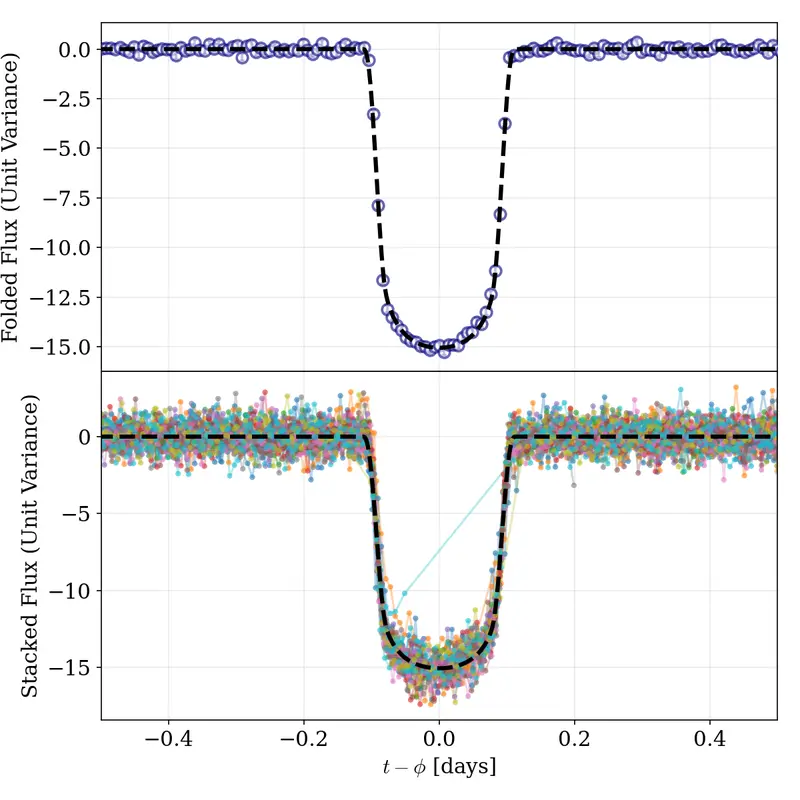 Folded Flux (Unit Variance)
0.0
−2.5
−5.0
−7.5
−10.0
−12.5
−15.0
Stacked Flux (Unit Variance)
0
−5
−10
−15
−0.4 −0.2 0.0 0.2 0.4
t − ϕ [days]